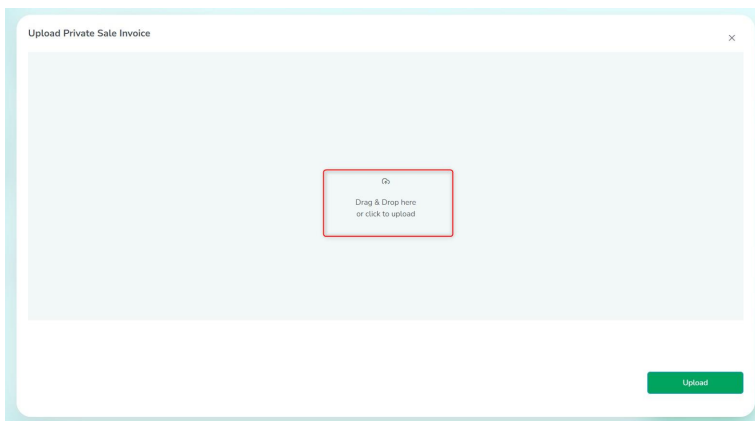 Upload Private Sale Invoice
Drag & Drop here
or click to upload
Upload